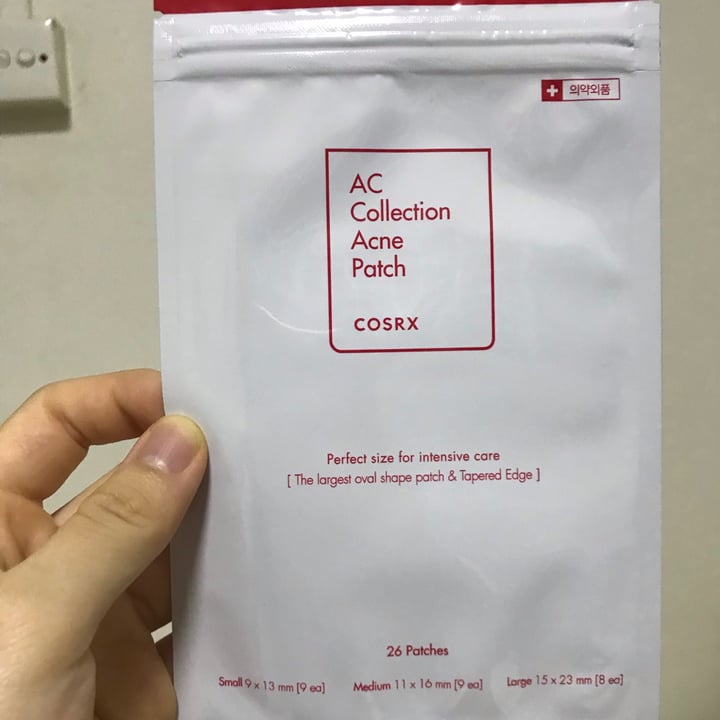 의약외품
AC
Collection
Acne
Patch
COSRX
Perfect size for intensive care
[ The largest oval shape patch & Tapered Edge ]
26 Patches
Small 9 x 13 mm [9 ea] Medium 11 x 16 mm [9 ea] Large 15 x 23 mm [8 ea]